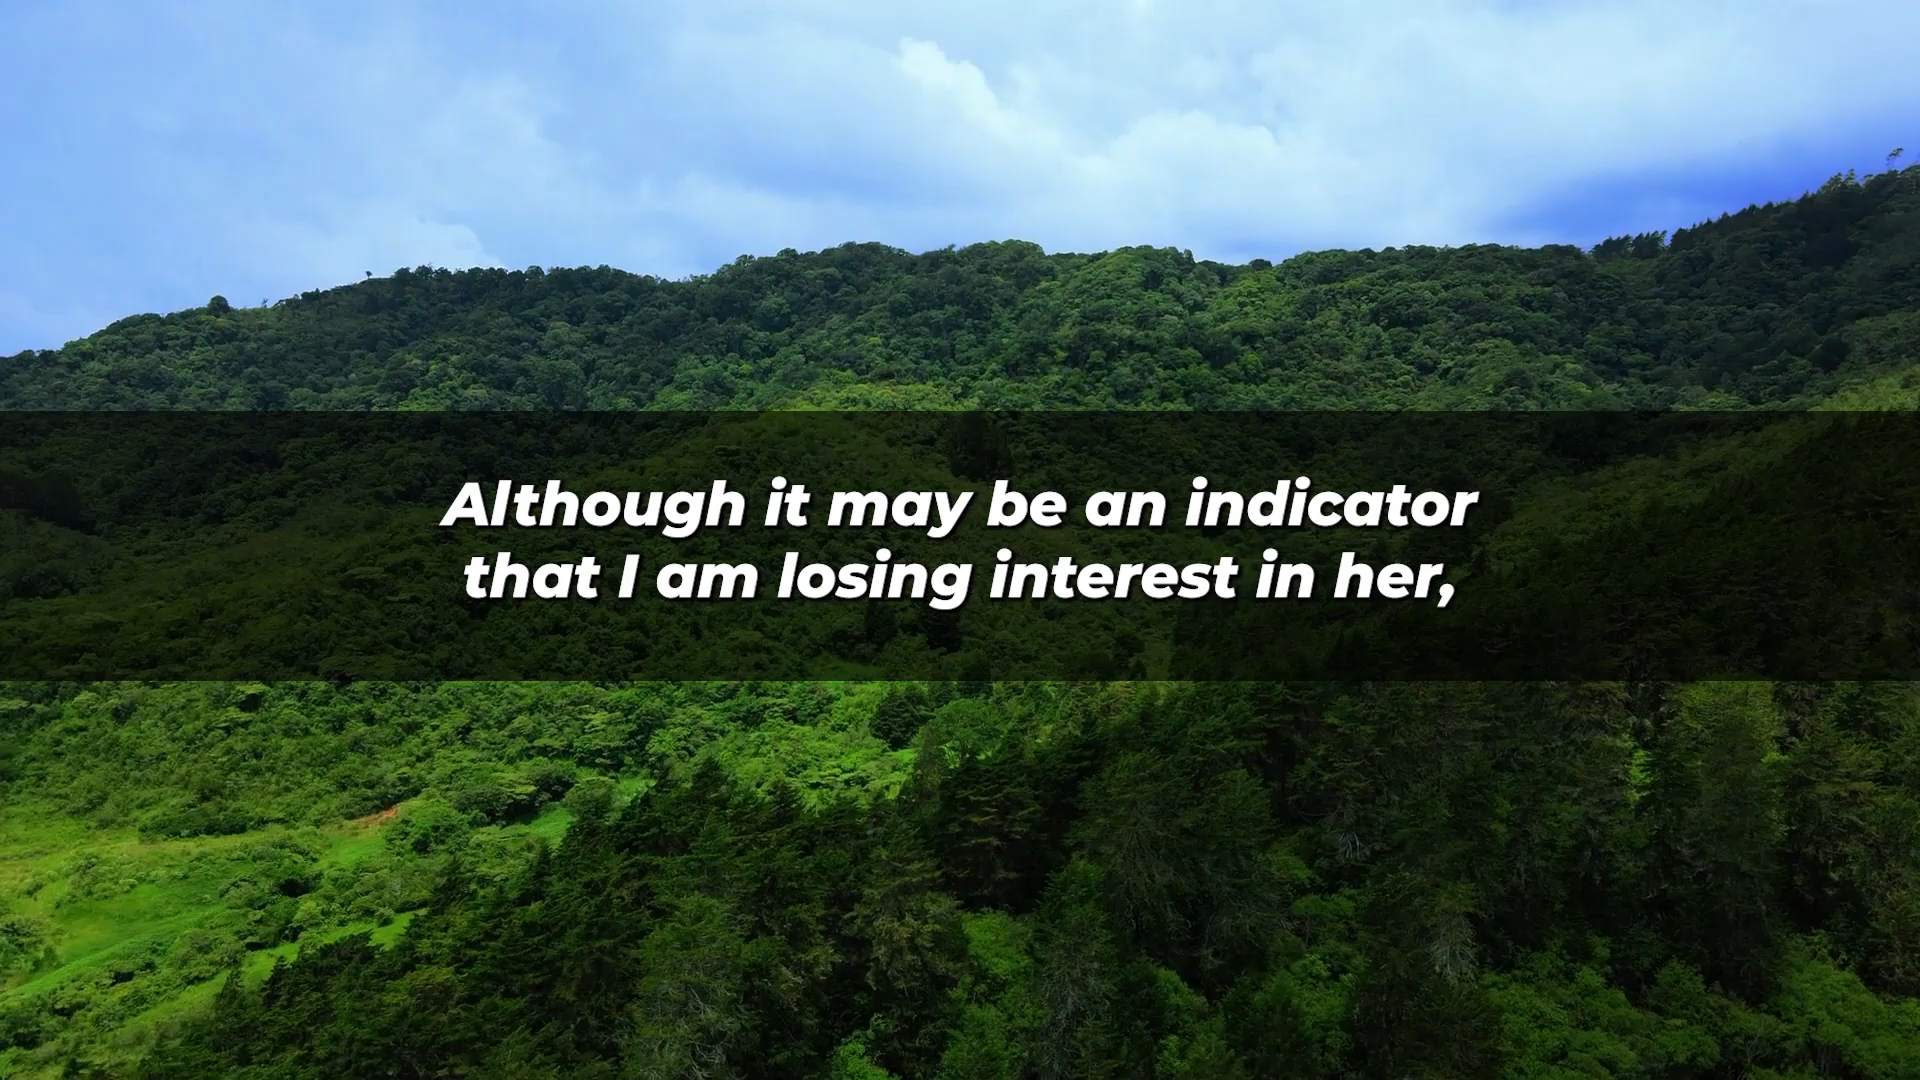 Although it may be an indicator
that I am losing interest in her,